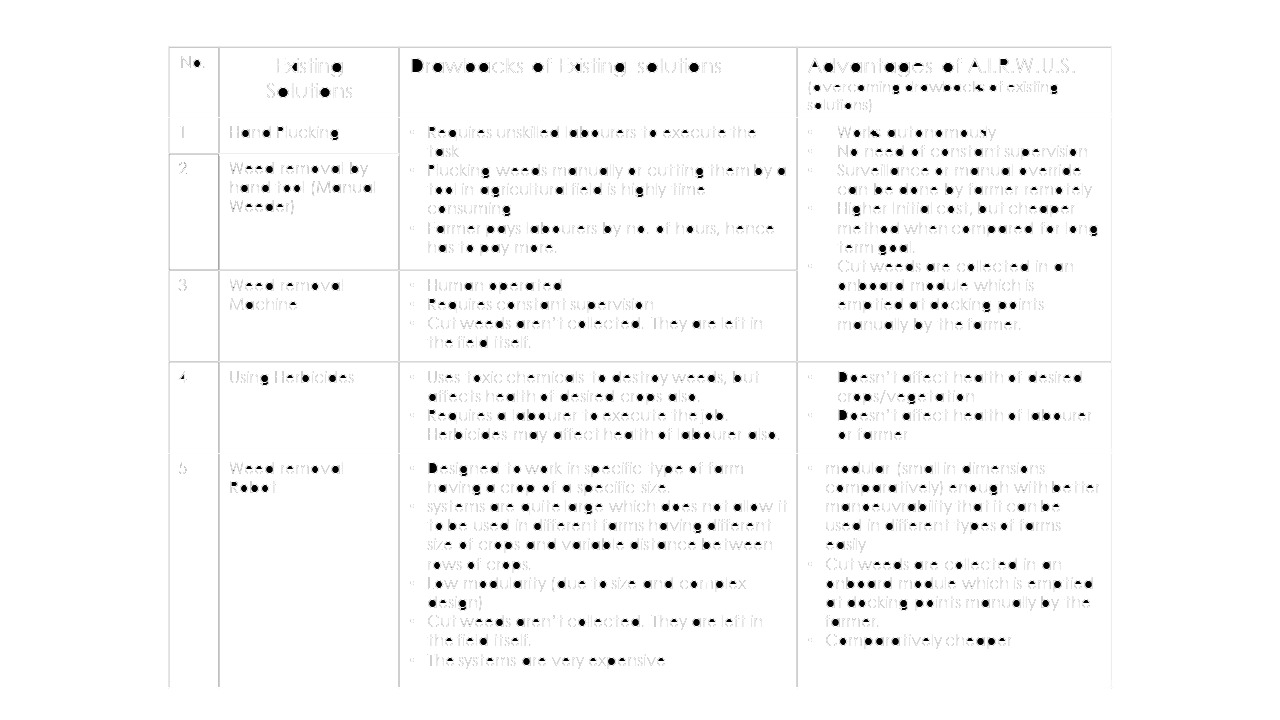 No.
Existing
Solutions
Drawbacks of Existing solutions
Advantages of A.I.R.W.U.S.
(overcoming drawbacks of existing
solutions)
1
Hand Plucking
2
Weed removal by
hand tool (Manual
Weeder)
• Requires unskilled labourers to execute the
task
• Plucking weeds manually or cutting them by a
tool in agricultural field is highly time
consuming
• Farmer pays labourers by no. of hours, hence
has to pay more.
• Works autonomously
• No need of constant supervision
• Surveillance or manual override
can be done by farmer remotely
• Higher initial cost, but cheaper
method when compared for long
term goal.
• Cut weeds are collected in an
onboard module which is
emptied at docking points
manually by the farmer.
3
Weed removal
Machine
• Human operated
• Requires constant supervision
• Cut weeds aren't collected. They are left in
the field itself.
4
Using Herbicides
• Uses toxic chemicals to destroy weeds, but
affects health of desired crops also.
• Requires a labourer to execute the job.
Herbicides may affect health of labourer also.
• Doesn't affect health of desired
crops/vegetation
• Doesn't affect health of labourer
or farmer
5
Weed removal
Robot
• Designed to work in specific type of farm
having a crop of a specific size.
• systems are quite large which does not allow it
to be used in different farms having different
size of crops and variable distance between
rows of crops.
• Low modularity (due to size and complex
design)
• Cut weeds aren't collected. They are left in
the field itself.
• The systems are very expensive
• modular (small in dimensions
comparatively) enough with better
maneuvrability that it can be
used in different types of farms
easily
• Cut weeds are collected in an
onboard module which is emptied
at docking points manually by the
farmer.
• Comparatively cheaper